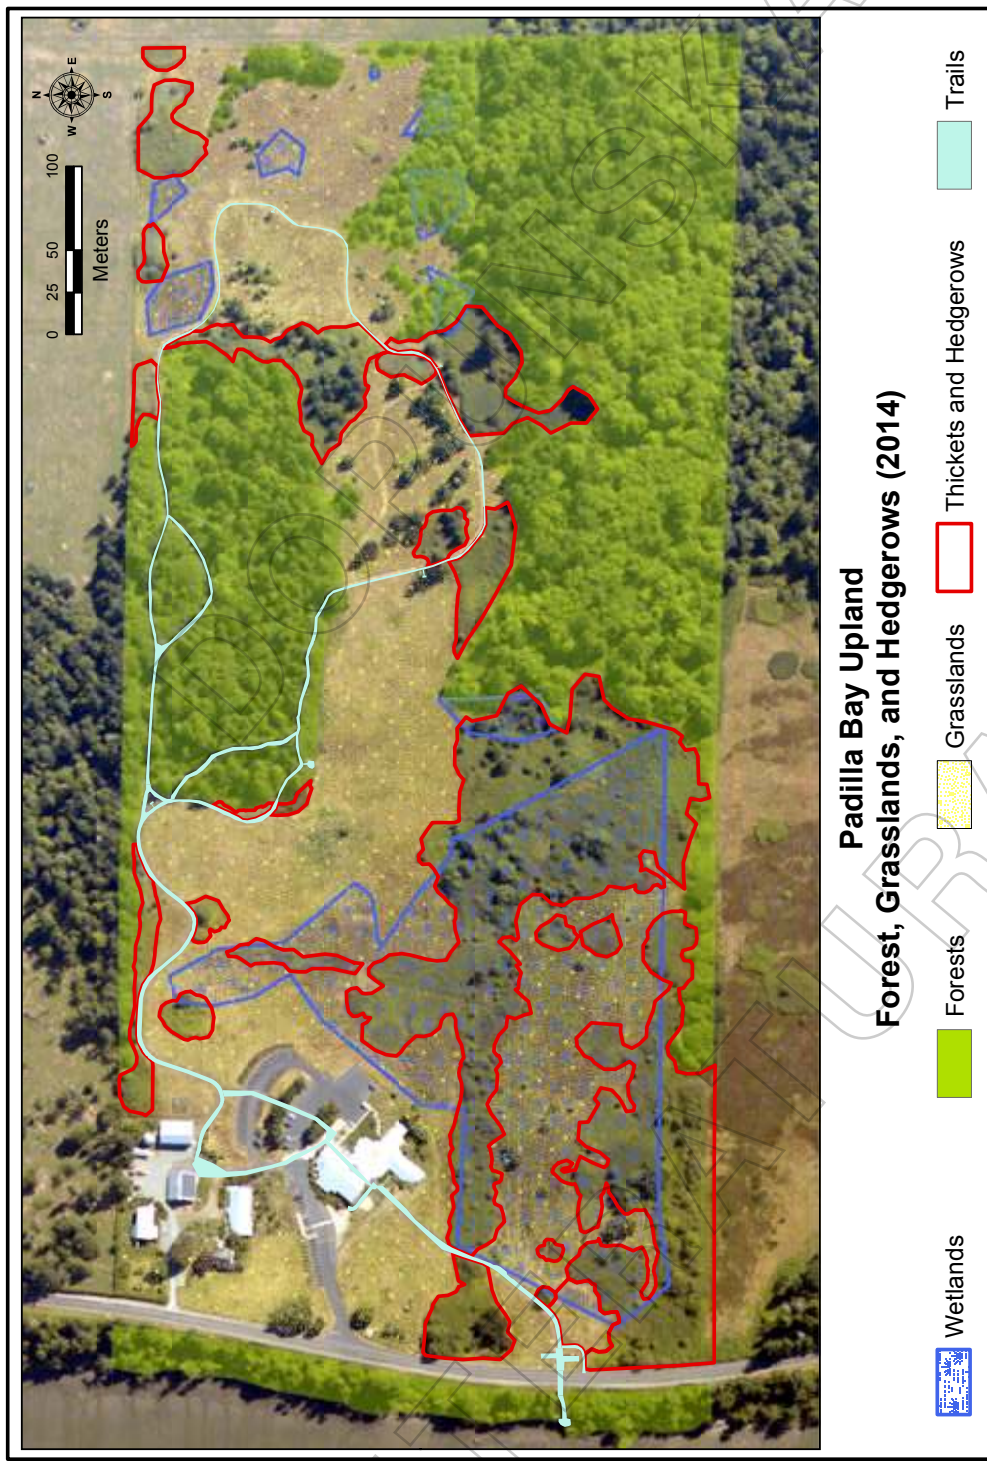 N
E
S
W
0 25 50 100
Meters
Padilla Bay Upland
Forest, Grasslands, and Hedgerows (2014)
Wetlands
Forests
Grasslands
Thickets and Hedgerows
Trails